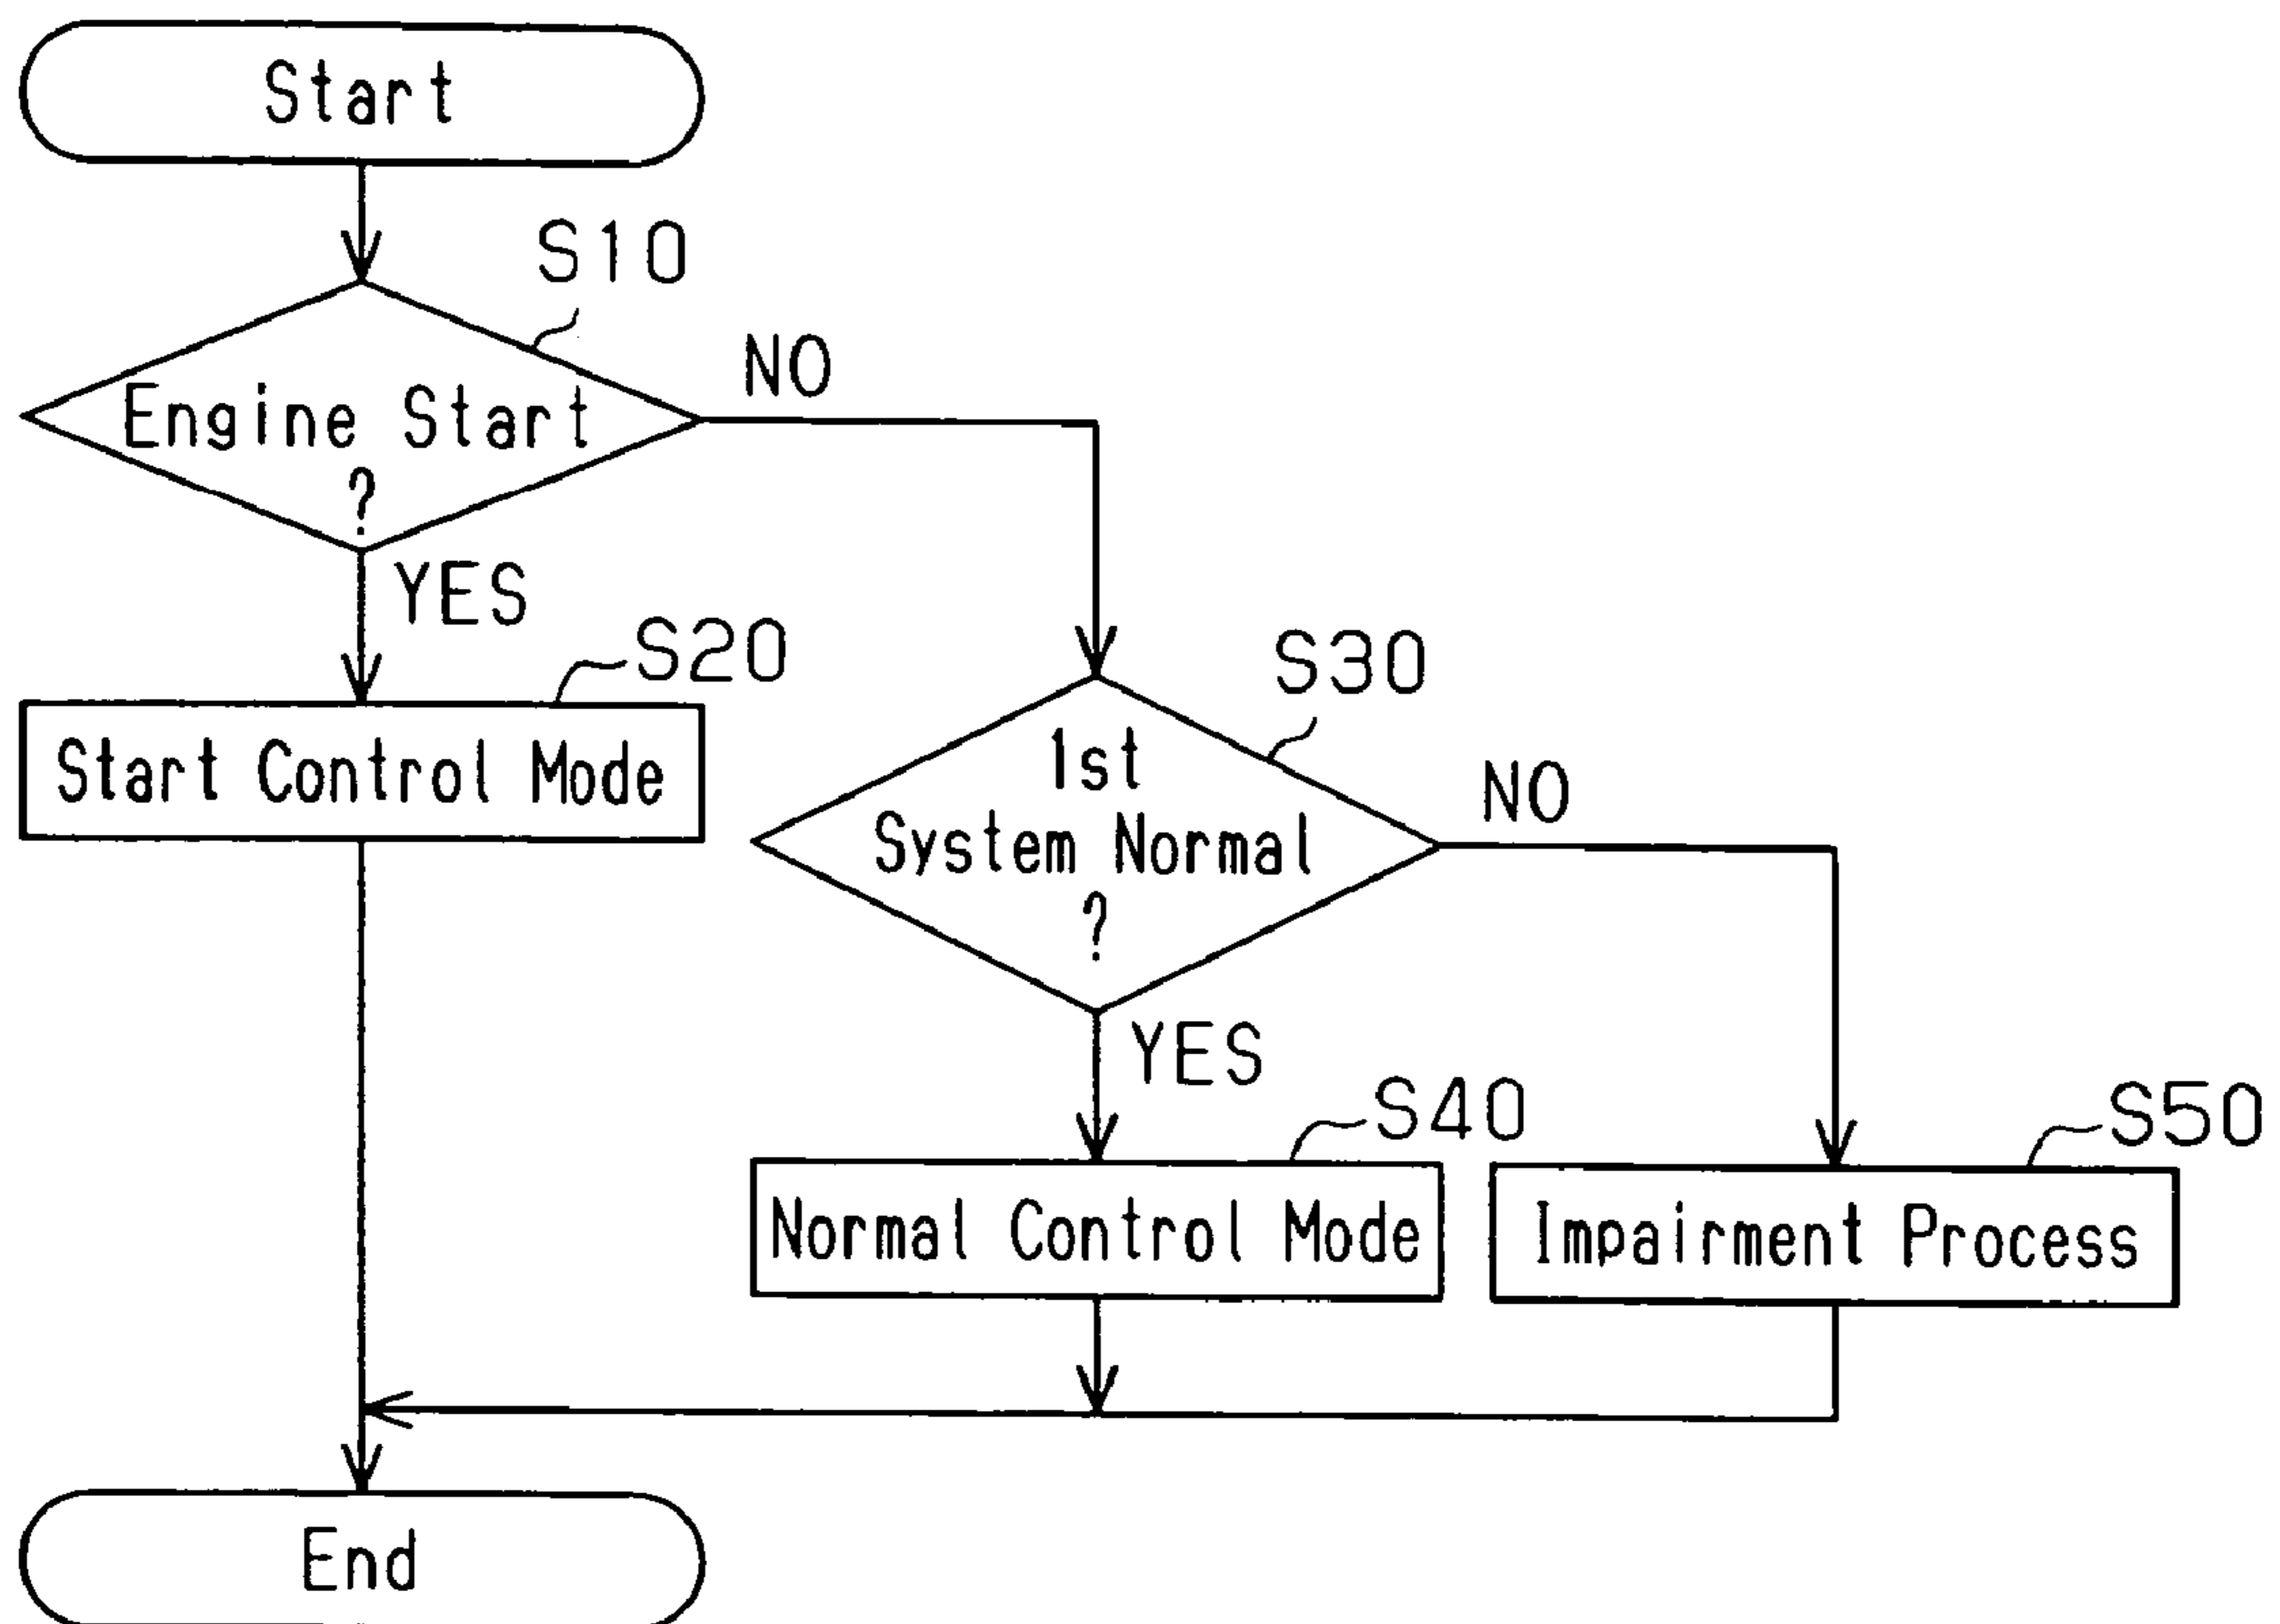 Start
S10
NO
Engine Start
?
YES
S20
Start Control Mode
S30
1st
System Normal
?
NO
YES
S40
Normal Control Mode
S50
Impairment Process
End